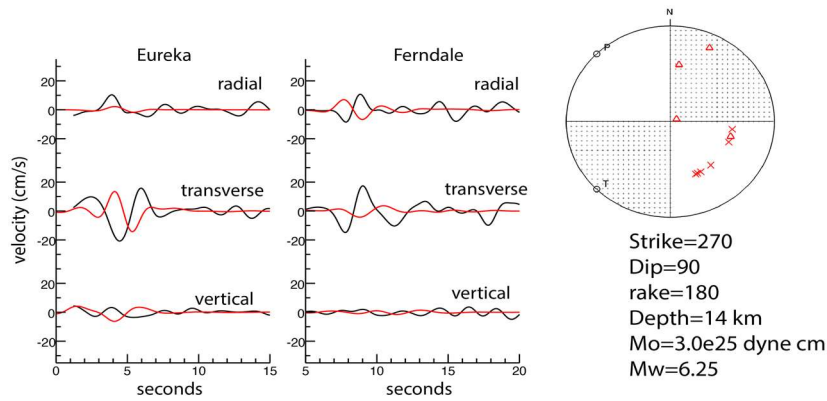 Eureka
Ferndale
N
P
T
velocity (cm/s)
20
0
-20
radial
20
0
-20
transverse
20
0
-20
vertical
0
5
10
15
seconds
20
0
-20
radial
20
0
-20
transverse
20
0
-20
vertical
5
10
15
20
seconds
Strike=270
Dip=90
rake=180
Depth=14 km
Mo=3.0e25 dyne cm
Mw=6.25